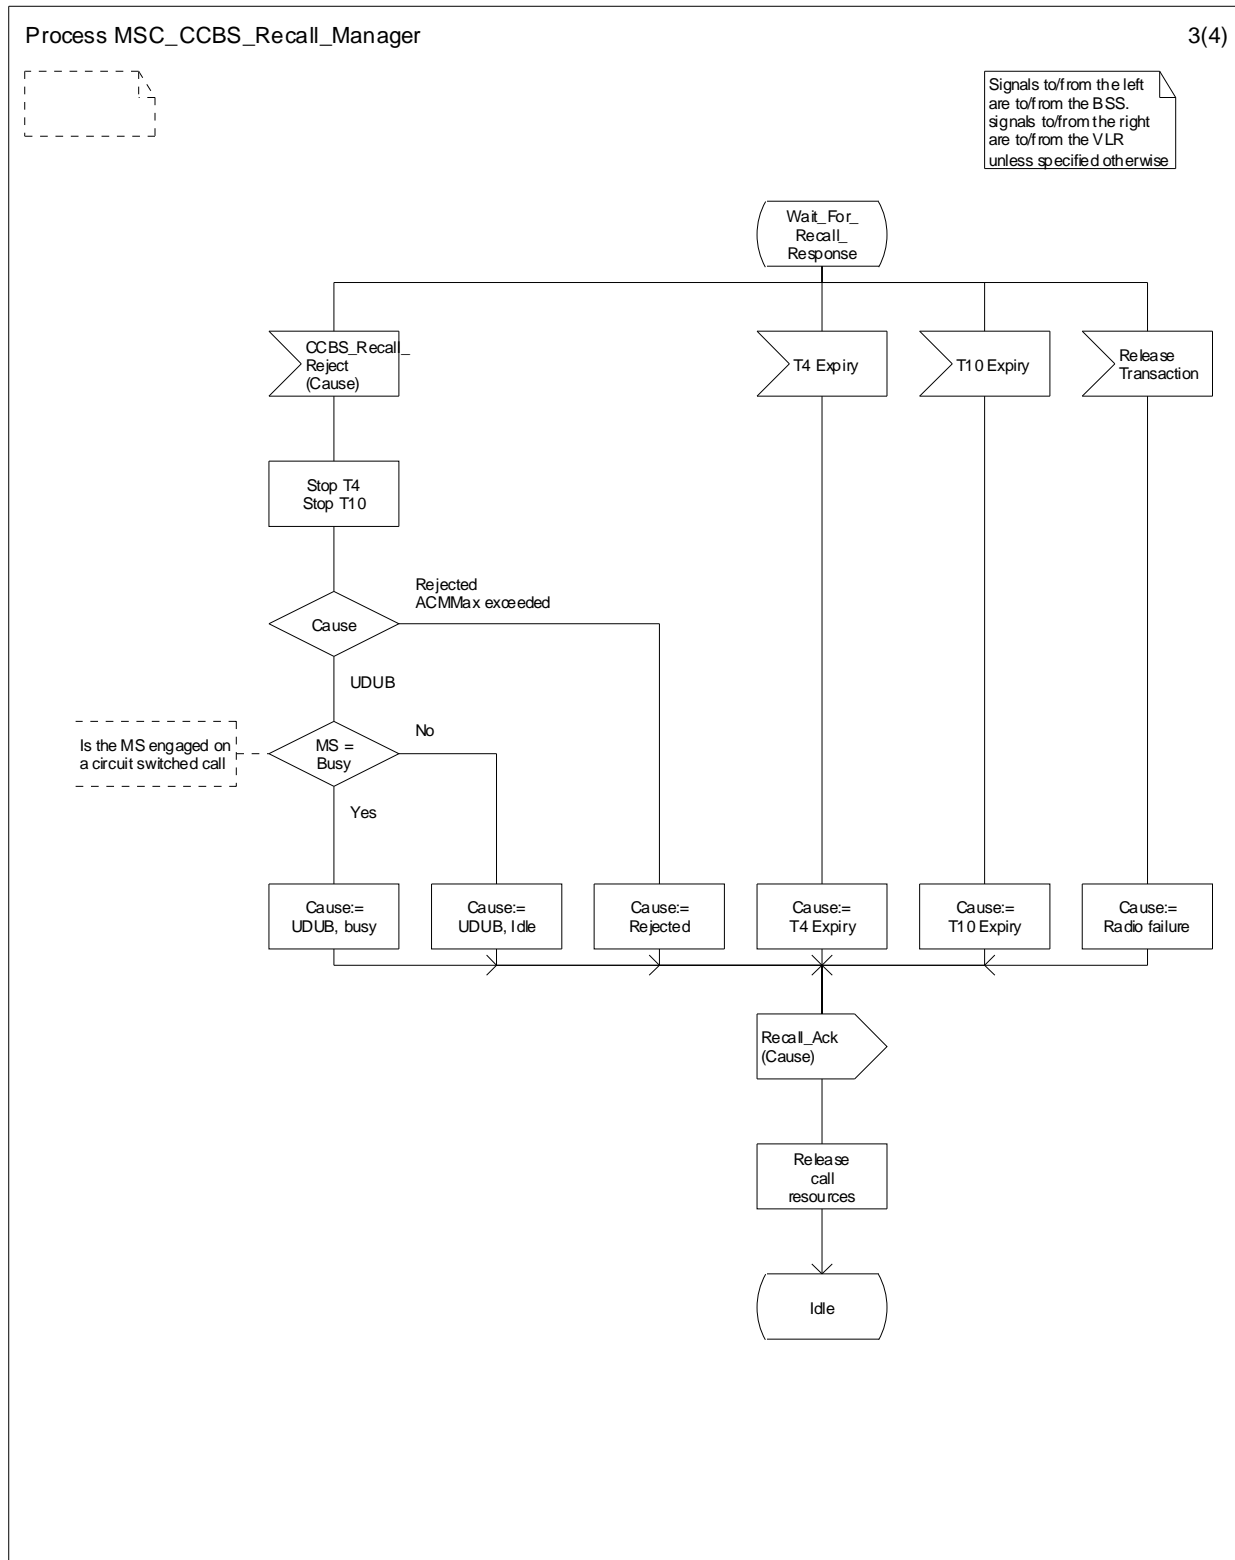 Process MSC_CCBS_Recall_Manager
3(4)
Signals to/from the left
are to/from the BSS.
signals to/from the right
are to/from the VLR
unless specified otherwise
Wait_For_
Recall_
Response
CCBS_Recall_
Reject
(Cause)
T4 Expiry
T10 Expiry
Release
Transaction
Stop T4
Stop T10
Rejected
ACMMax exceeded
Cause
UDUB
Is the MS engaged on
a circuit switched call
MS =
Busy
No
Yes
Cause:=
UDUB, busy
Cause:=
UDUB, Idle
Cause:=
Rejected
Cause:=
T4 Expiry
Cause:=
T10 Expiry
Cause:=
Radio failure
Recall_Ack
(Cause)
Release
call
resources
Idle